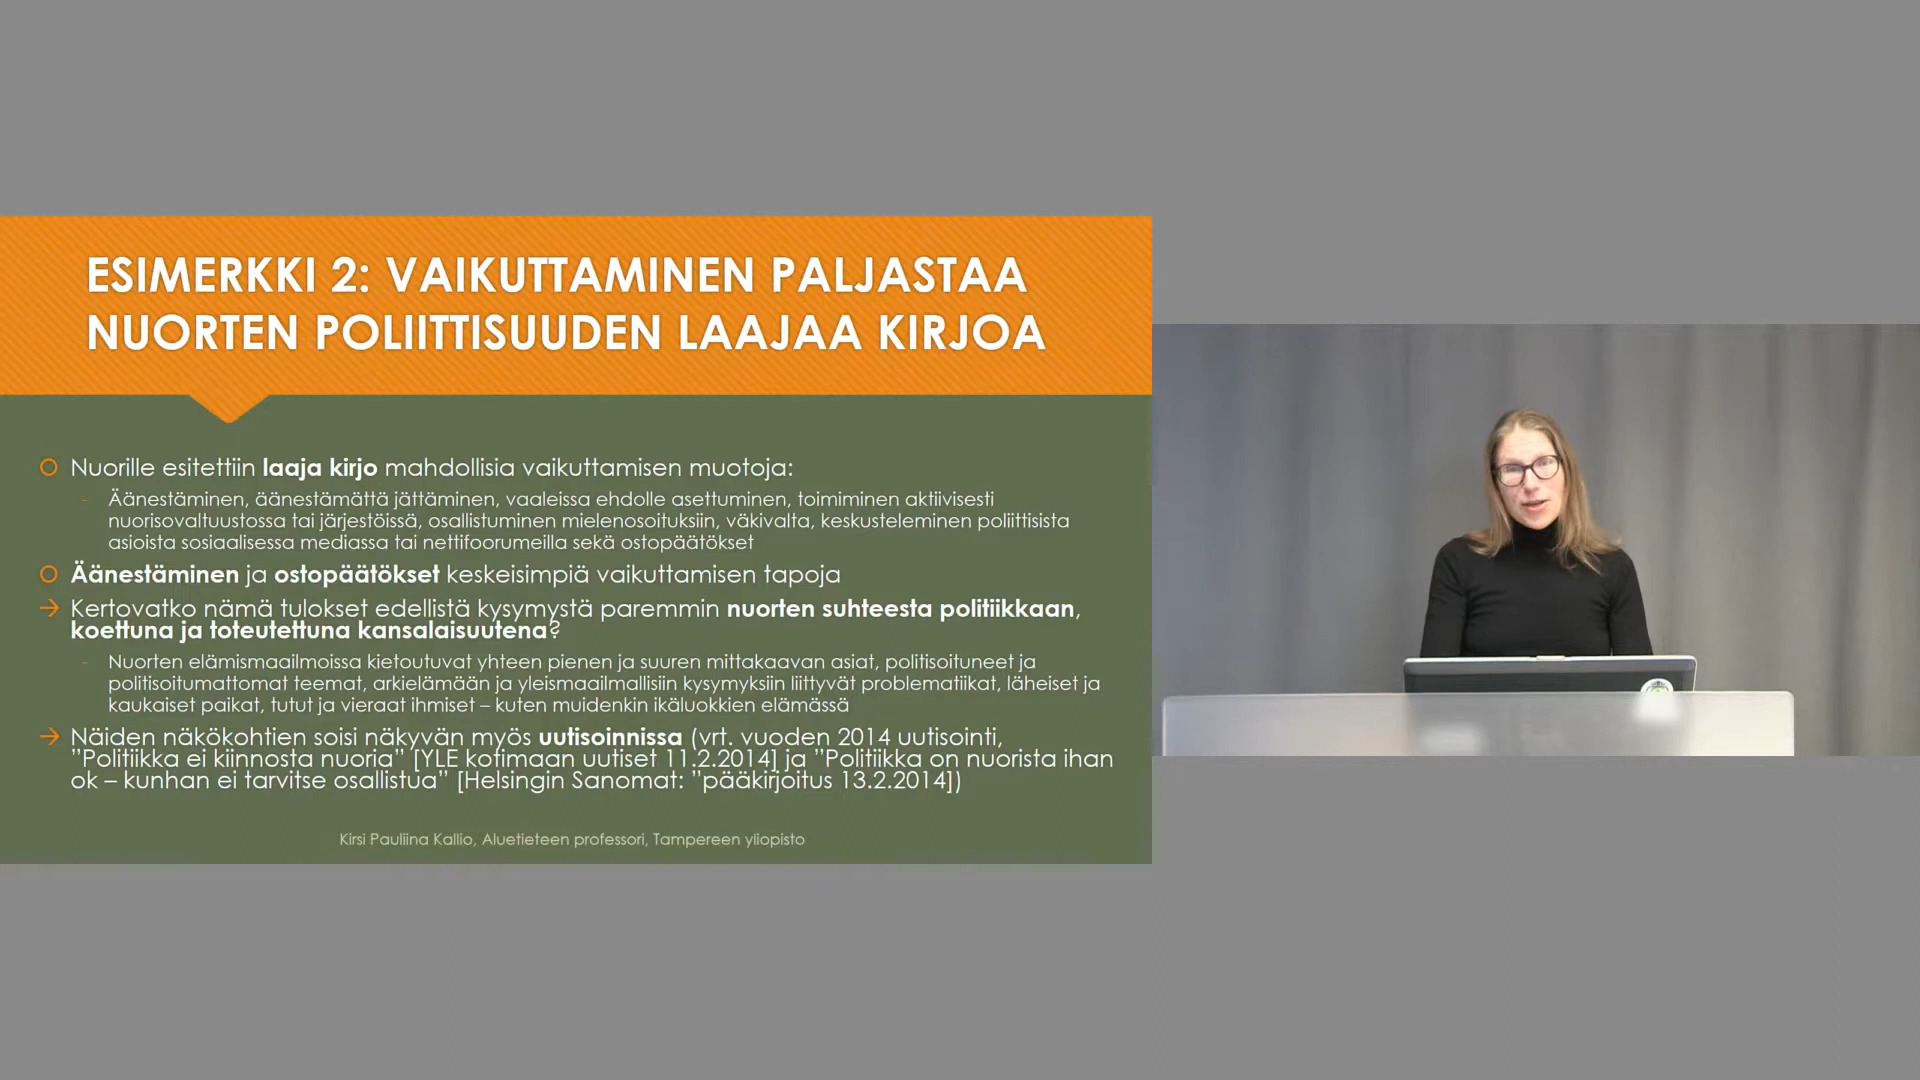 ESIMERKKI 2: VAIKUTTAMINEN PALJASTAA
NUORTEN POLIITTISUUDEN LAAJAA KIRJOA
Nuorille esitettiin laaja kirjo mahdollisia vaikuttamisen muotoja:
- Äänestäminen, äänestämättä jättäminen, vaaleissa ehdolle asettuminen, toimiminen aktiivisesti
nuorisovaltuustossa tai järjestöissä, osallistuminen mielenosoituksiin, väkivalta, keskusteleminen poliittisista
asioista sosiaalisessa mediassa tai nettifoorumeilla sekä ostopäätökset
Äänestäminen ja ostopäätökset keskeisimpiä vaikuttamisen tapoja
→ Kertovatko nämä tulokset edellistä kysymystä paremmin nuorten suhteesta politiikkaan,
koettuna ja toteutettuna kansalaisuutena?
- Nuorten elämismaailmoissa kietoutuvat yhteen pienen ja suuren mittakaavan asiat, politisoituneet ja
politisoitumattomat teemat, arkielämään ja yleismaailmallisiin kysymyksiin liittyvät problematiikat, läheiset ja
kaukaiset paikat, tutut ja vieraat ihmiset – kuten muidenkin ikäluokkien elämässä
→ Näiden näkökohtien soisi näkyvän myös uutisoinnissa (vrt. vuoden 2014 uutisointi,
”Politiikka ei kiinnosta nuoria” [YLE kotimaan uutiset 11.2.2014] ja ”Politiikka on nuorista ihan
ok – kunhan ei tarvitse osallistua” [Helsingin Sanomat: ”pääkirjoitus 13.2.2014])
Kirsi Pauliina Kallio, Aluetieteen professori, Tampereen yliopisto